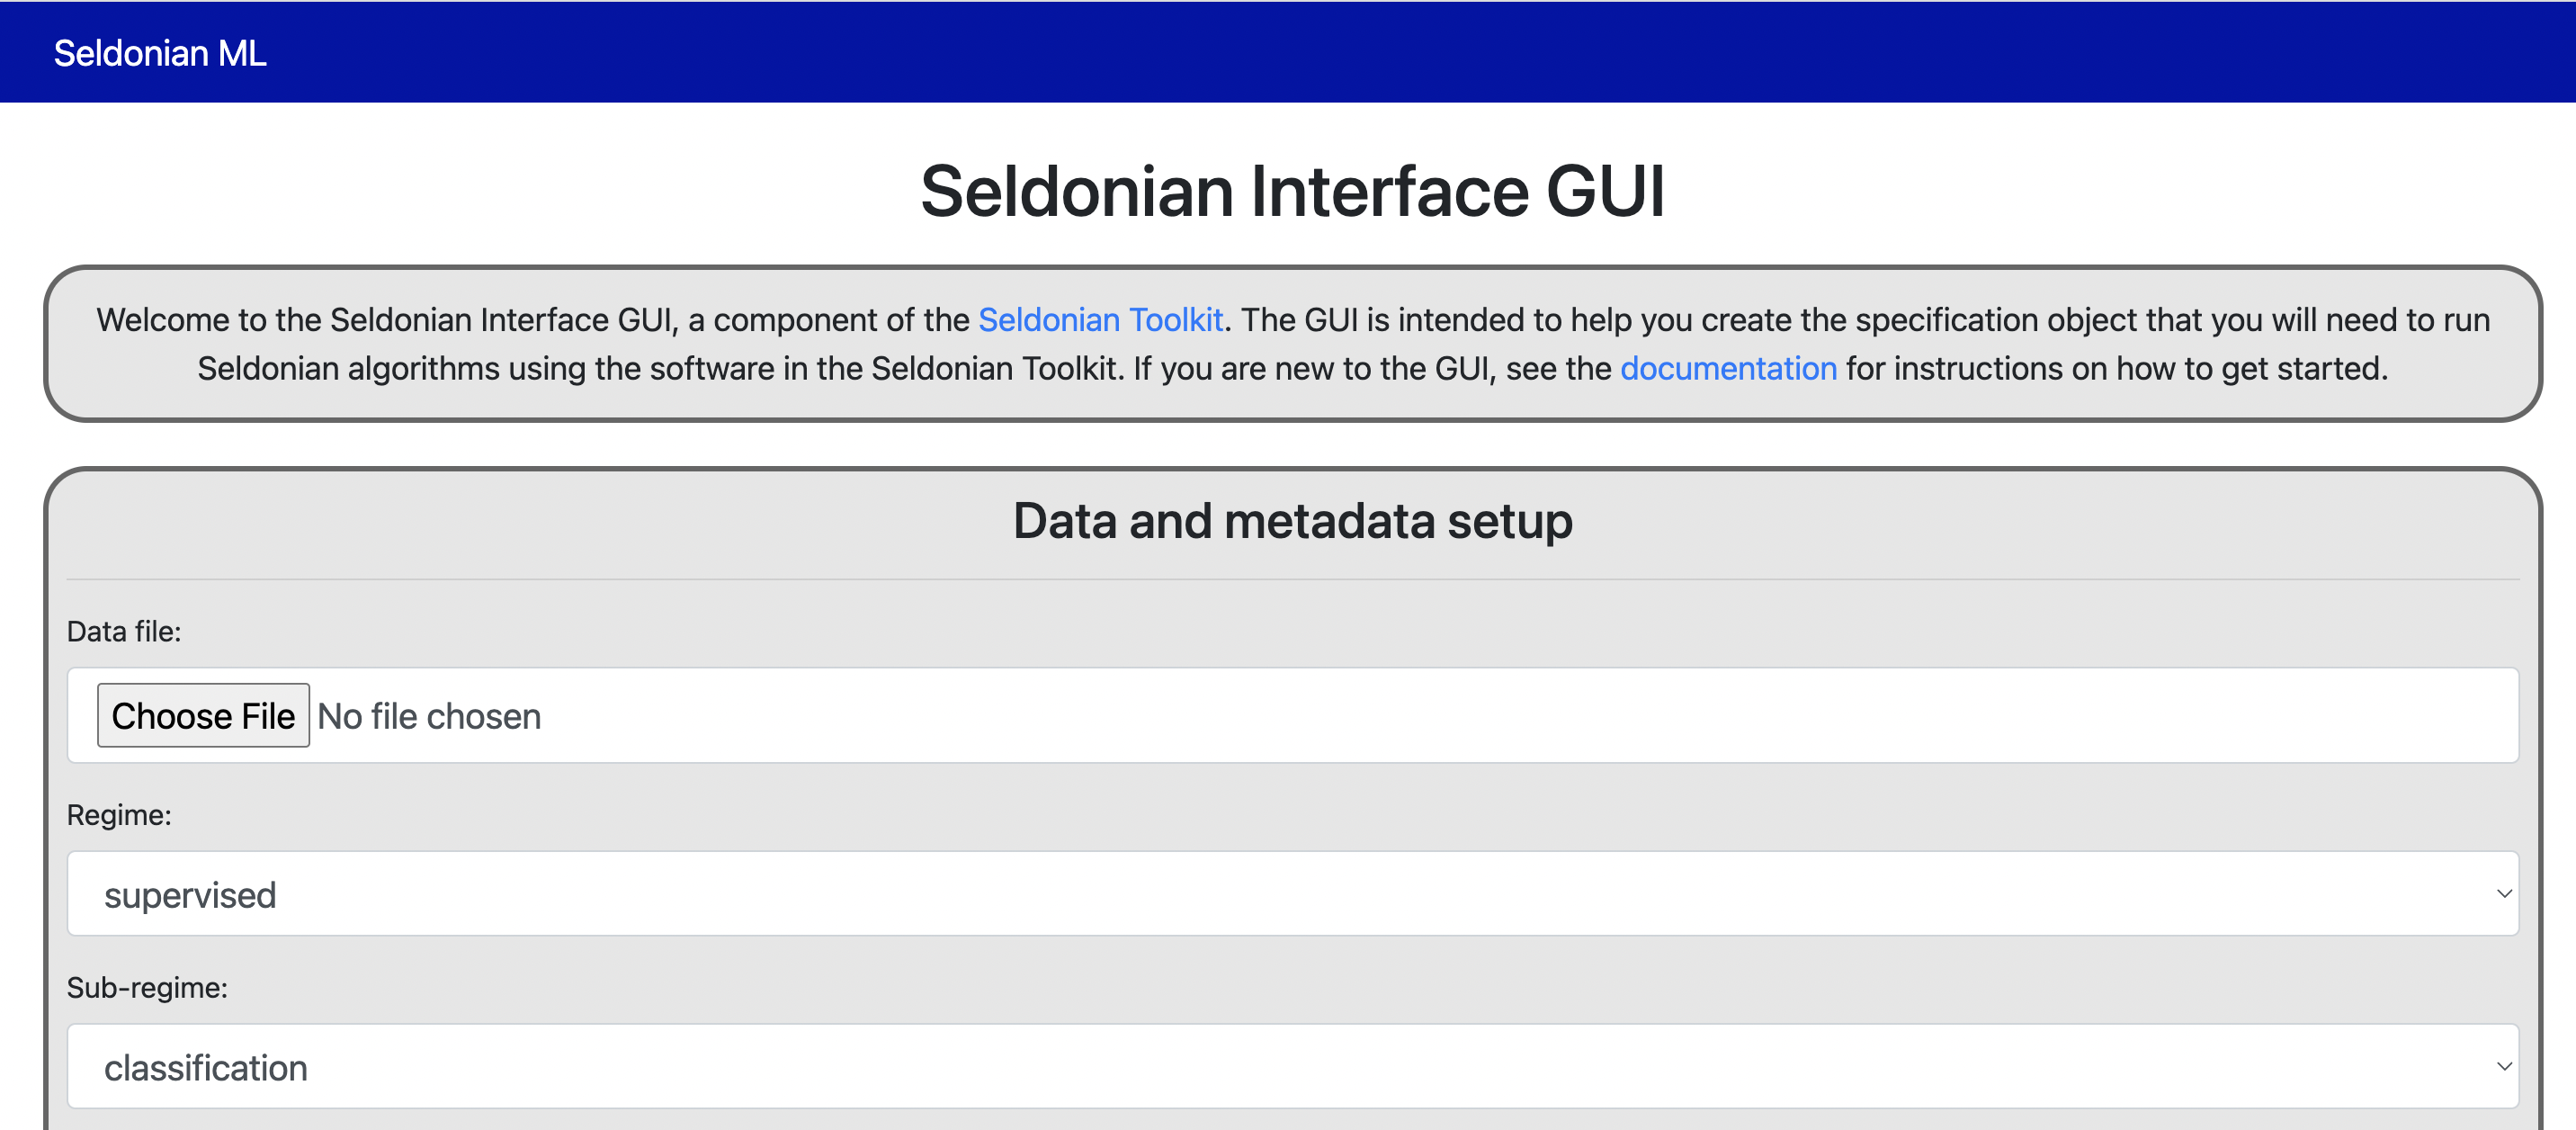 Seldonian ML
Seldonian Interface GUI
Welcome to the Seldonian Interface GUI, a component of the Seldonian Toolkit. The GUI is intended to help you create the specification object that you will need to run
Seldonian algorithms using the software in the Seldonian Toolkit. If you are new to the GUI, see the documentation for instructions on how to get started.
Data and metadata setup
Data file:
Choose File No file chosen
Regime:
supervised
Sub-regime:
classification